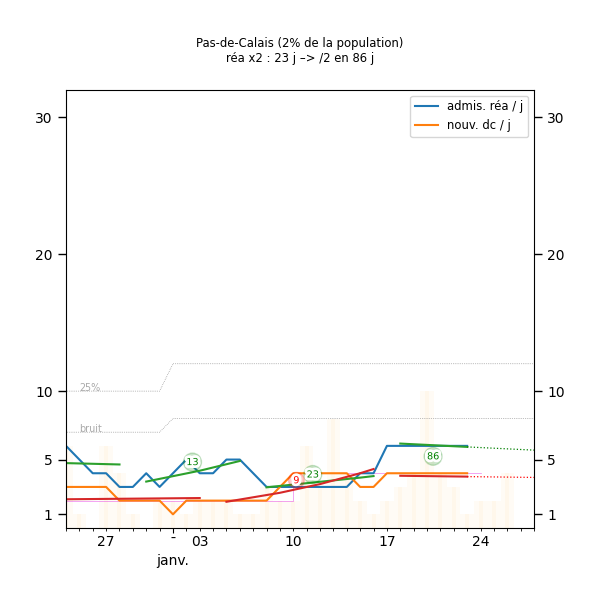 Pas-de-Calais (2% de la population)
réa x2 : 23 j –> /2 en 86 j
admis. réa / j
nouv. dc / j
30 30
20 20
25%
10 10
bruit
13
86
5 23 5
9
1 1
27 - 03 10 17 24
janv.